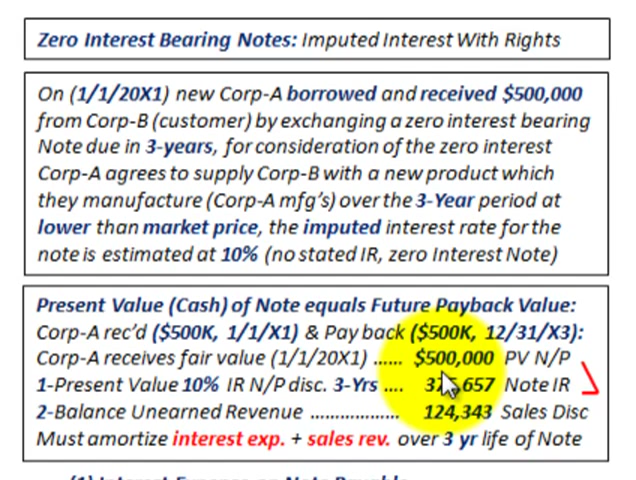 Zero Interest Bearing Notes: Imputed Interest With Rights
On (1/1/20X1) new Corp-A borrowed and received $500,000
from Corp-B (customer) by exchanging a zero interest bearing
Note due in 3-years, for consideration of the zero interest
Corp-A agrees to supply Corp-B with a new product which
they manufacture (Corp-A mfg's) over the 3-Year period at
lower than market price, the imputed interest rate for the
note is estimated at 10% (no stated IR, zero Interest Note)
Present Value (Cash) of Note equals Future Payback Value:
Corp-A rec'd ($500K, 1/1/X1) & Pay back ($500K, 12/31/X3):
Corp-A receives fair value (1/1/20X1) ...... $500,000 PV N/P
1-Present Value 10% IR N/P disc. 3-Yrs .... 375,657 Note IR
2-Balance Unearned Revenue .................... 124,343 Sales Disc
Must amortize interest exp. + sales rev. over 3 yr life of Note
(1) Interest Expense on Note Payable